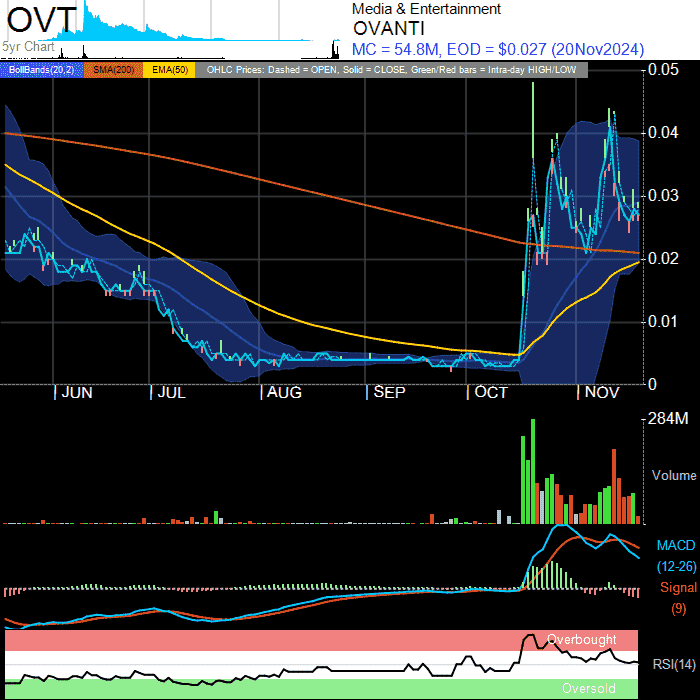 OVT
Media & Entertainment
OVANTI
5yr Chart
MC = 54.8M, EOD = $0.027 (20Nov2024)
BollBands(20,2) SMA(200) EMA(50) OHLC Prices: Dashed = OPEN, Solid = CLOSE, Green/Red bars = Intra-day HIGH/LOW
0.05
0.04
0.03
0.02
0.01
0
| JUN | JUL | AUG | SEP | OCT | NOV
284M
Volume
MACD
(12-26)
Signal
(9)
Overbought
RSI(14)
Oversold